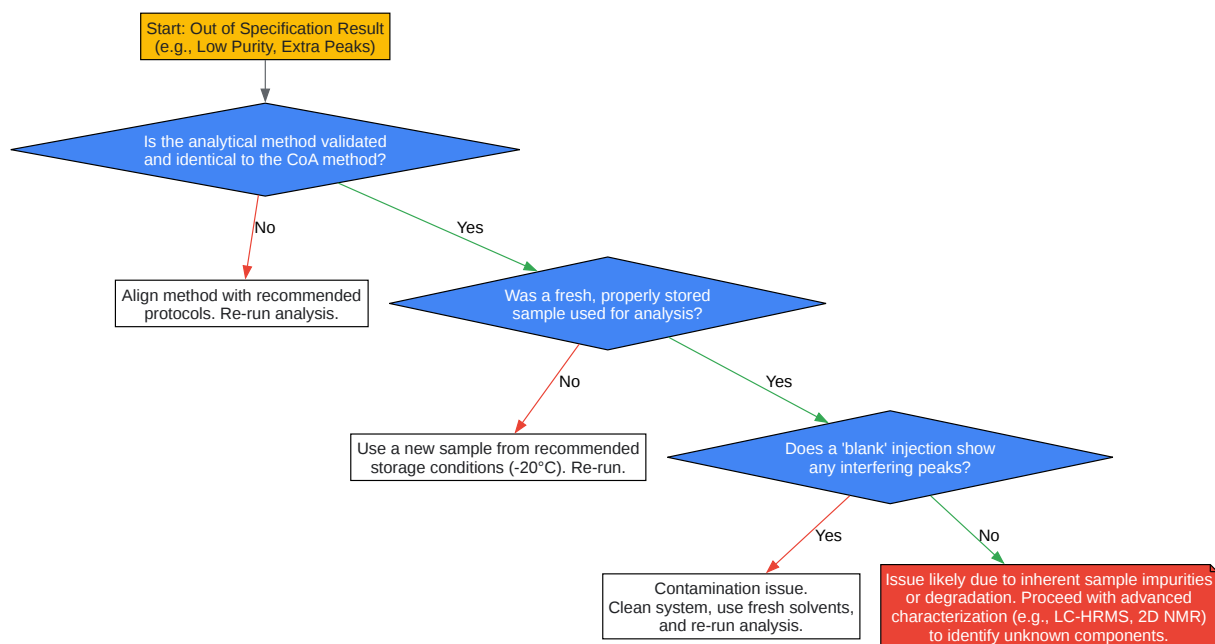 Start: Out of Specification Result
(e.g., Low Purity, Extra Peaks)
Is the analytical method validated
and identical to the CoA method?
No
Yes
Align method with recommended
protocols. Re-run analysis.
Was a fresh, properly stored
sample used for analysis?
No
Yes
Use a new sample from recommended
storage conditions (-20°C). Re-run.
Does a 'blank' injection show
any interfering peaks?
Yes
No
Contamination issue.
Clean system, use fresh solvents,
and re-run analysis.
Issue likely due to inherent sample impurities
or degradation. Proceed with advanced
characterization (e.g., LC-HRMS, 2D NMR)
to identify unknown components.